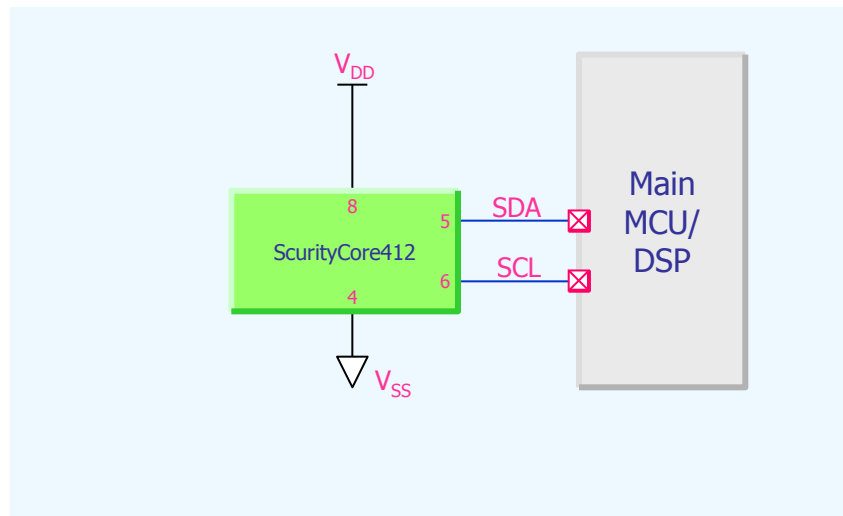 VDD
8
ScurityCore412
4
VSS
5
SDA
6
SCL
Main
MCU/
DSP